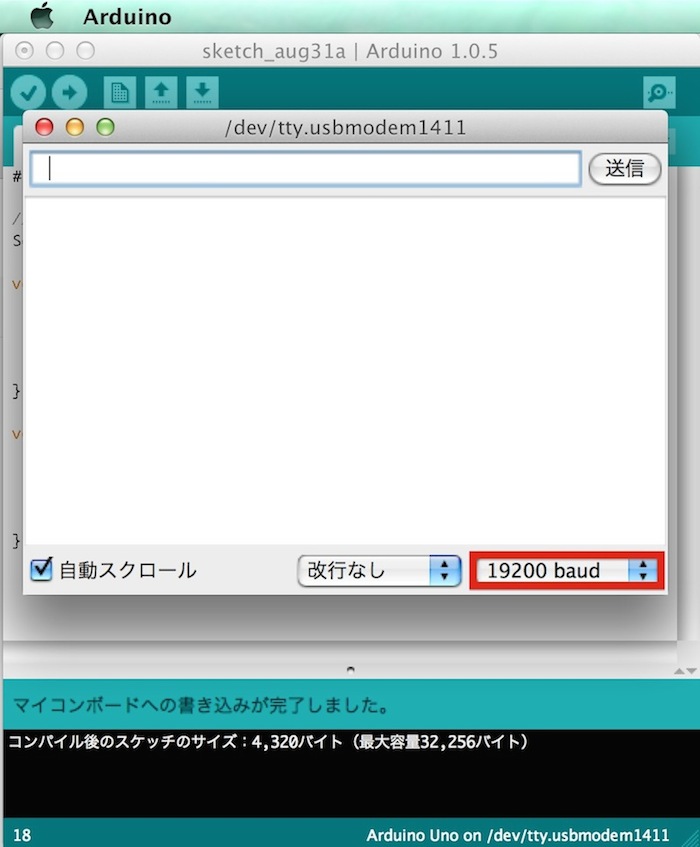 Arduino
sketch_aug31a | Arduino 1.0.5
/dev/tty.usbmodem1411
送信
#
/
S
v
}
v
}
自動スクロール
改行なし
19200 baud
マイコンボードへの書き込みが完了しました。
コンパイル後のスケッチのサイズ：4,320バイト（最大容量32,256バイト）
18
Arduino Uno on /dev/tty.usbmodem1411